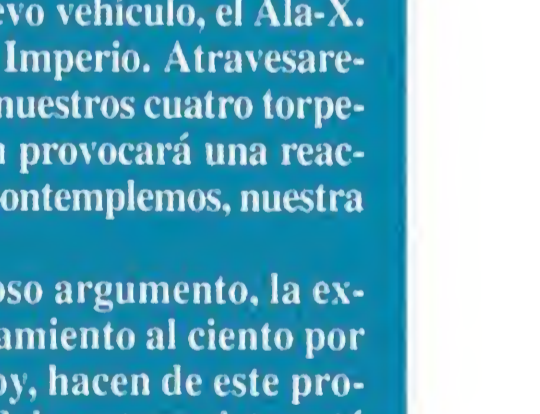 evo vehículo, el Ala-X.
Imperio. Atravesare-
nuestros cuatro torpe-
provocará una reac-
ontemplemos, nuestra
oso argumento, la ex-
amiento al ciento por
oy, hacen de este pro-